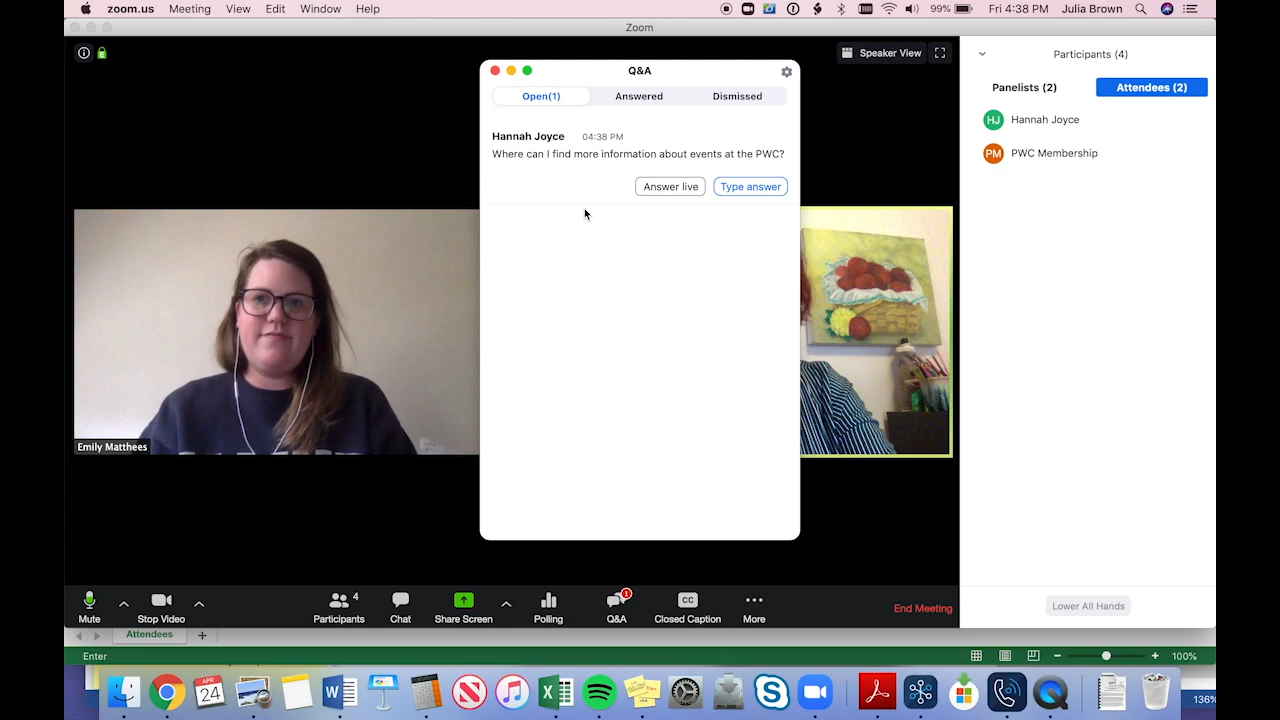 zoom.us Meeting View Edit Window Help 99% Fri 4:38 PM Julia Brown
Zoom
Speaker View
Participants (4)
Panelists (2) Attendees (2)
HJ Hannah Joyce
PM PWC Membership
Q&A
Open(1) Answered Dismissed
Hannah Joyce 04:38 PM
Where can I find more information about events at the PWC?
Answer live Type answer
Emily Matthees
Lower All Hands
4
1
CC
Mute Stop Video Participants Chat Share Screen Polling Q&A Closed Caption More End Meeting
Attendees
Enter 100%
APR
24
136%